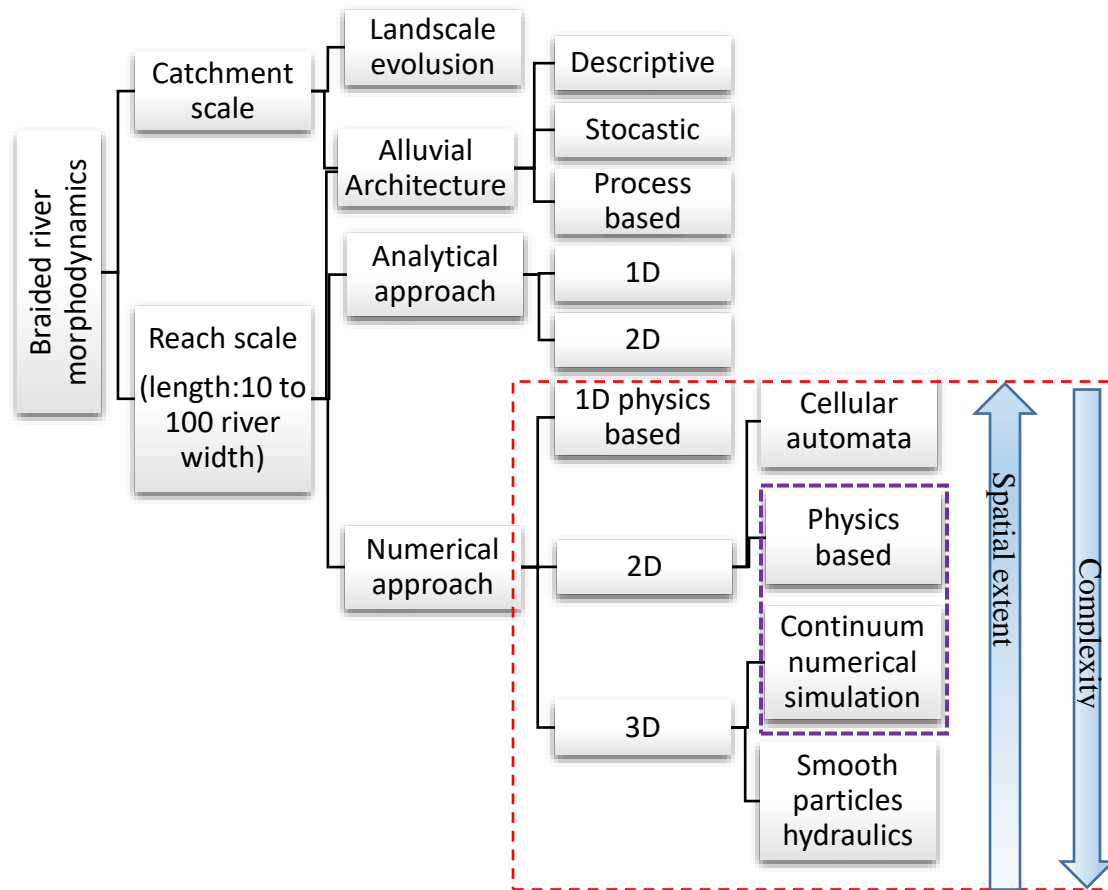 Braided river
morphodynamics
Catchment
scale
Reach scale
(length:10 to
100 river
width)
Landscale
evolusion
Alluvial
Architecture
Analytical
approach
Numerical
approach
Descriptive
Stocastic
Process
based
1D
2D
1D physics
based
2D
3D
Cellular
automata
Physics
based
Continuum
numerical
simulation
Smooth
particles
hydraulics
Spatial extent
Complexity